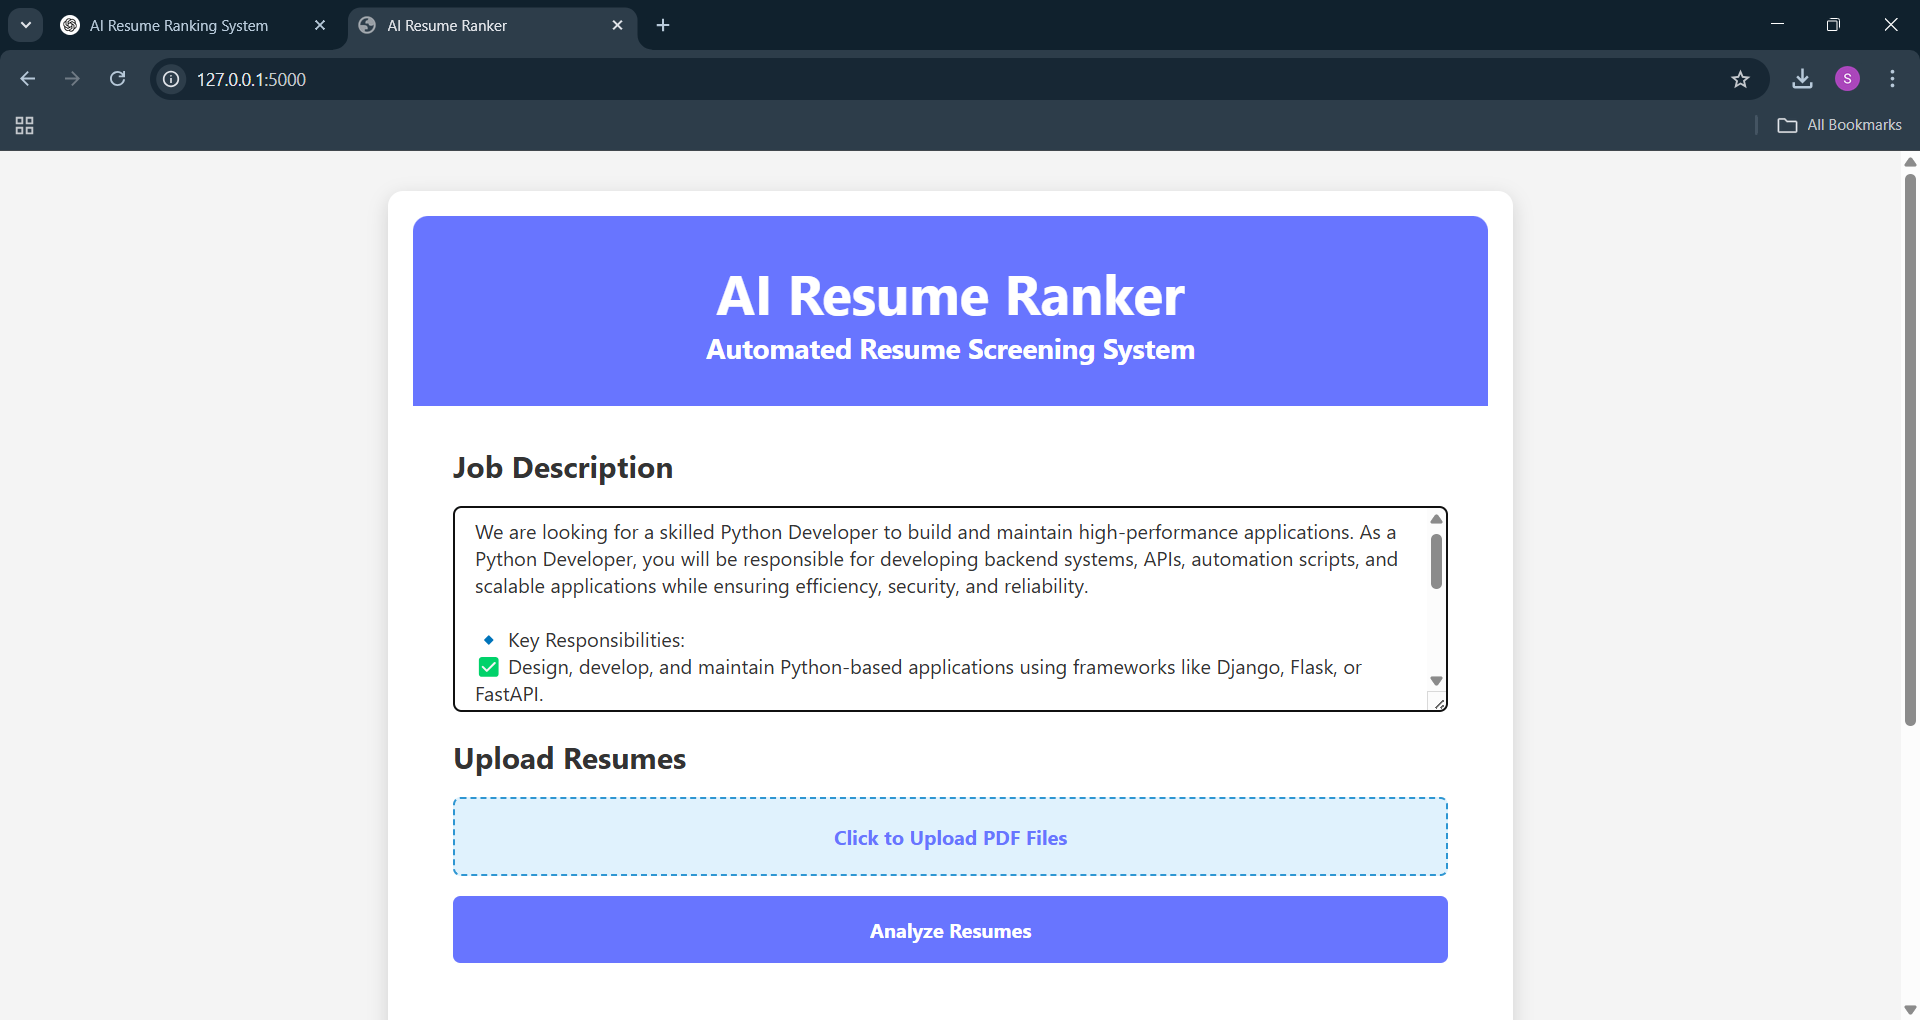 AI Resume Ranking System
AI Resume Ranker
127.0.0.1:5000
S
All Bookmarks
AI Resume Ranker
Automated Resume Screening System
Job Description
We are looking for a skilled Python Developer to build and maintain high-performance applications. As a
Python Developer, you will be responsible for developing backend systems, APIs, automation scripts, and
scalable applications while ensuring efficiency, security, and reliability.
🔹 Key Responsibilities:
✅ Design, develop, and maintain Python-based applications using frameworks like Django, Flask, or
FastAPI.
Upload Resumes
Click to Upload PDF Files
Analyze Resumes